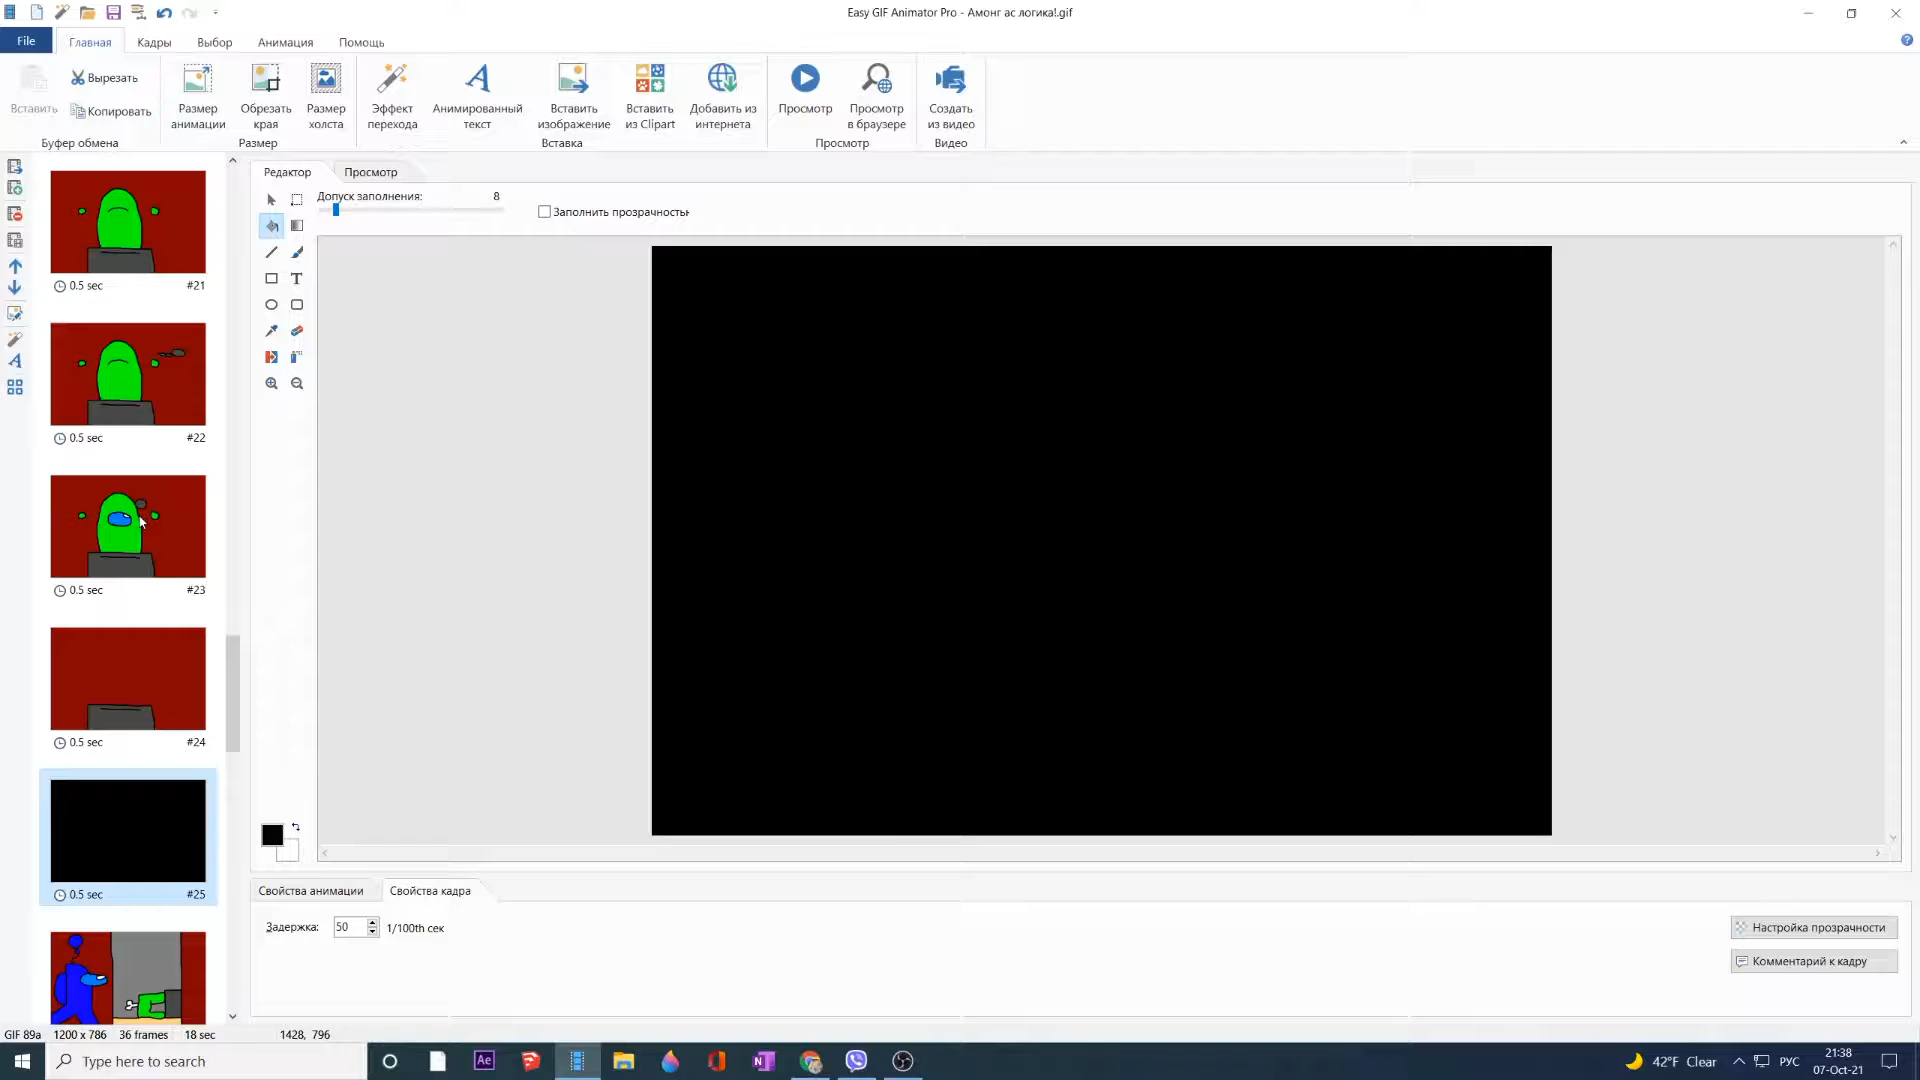 Easy GIF Animator Pro - Амонг ас логика!.gif
File
Главная
Кадры
Выбор
Анимация
Помощь
Вставить
Вырезать
Копировать
Буфер обмена
Размер
анимации
Обрезать
края
Размер
холста
Размер
Эффект
перехода
Анимированный
текст
Вставить
изображение
Вставить
из Clipart
Добавить из
интернета
Вставка
Просмотр
Просмотр
в браузере
Просмотр
Создать
из видео
Видео
0.5 sec #21
0.5 sec #22
0.5 sec #23
0.5 sec #24
0.5 sec #25
Редактор
Просмотр
Допуск заполнения: 8
Заполнить прозрачностьн
Свойства анимации
Свойства кадра
Задержка: 50 1/100th сек
Настройка прозрачности
Комментарий к кадру
GIF 89a 1200 x 786 36 frames 18 sec 1428, 796
Type here to search
42°F Clear
РУС
21:38
07-Oct-21